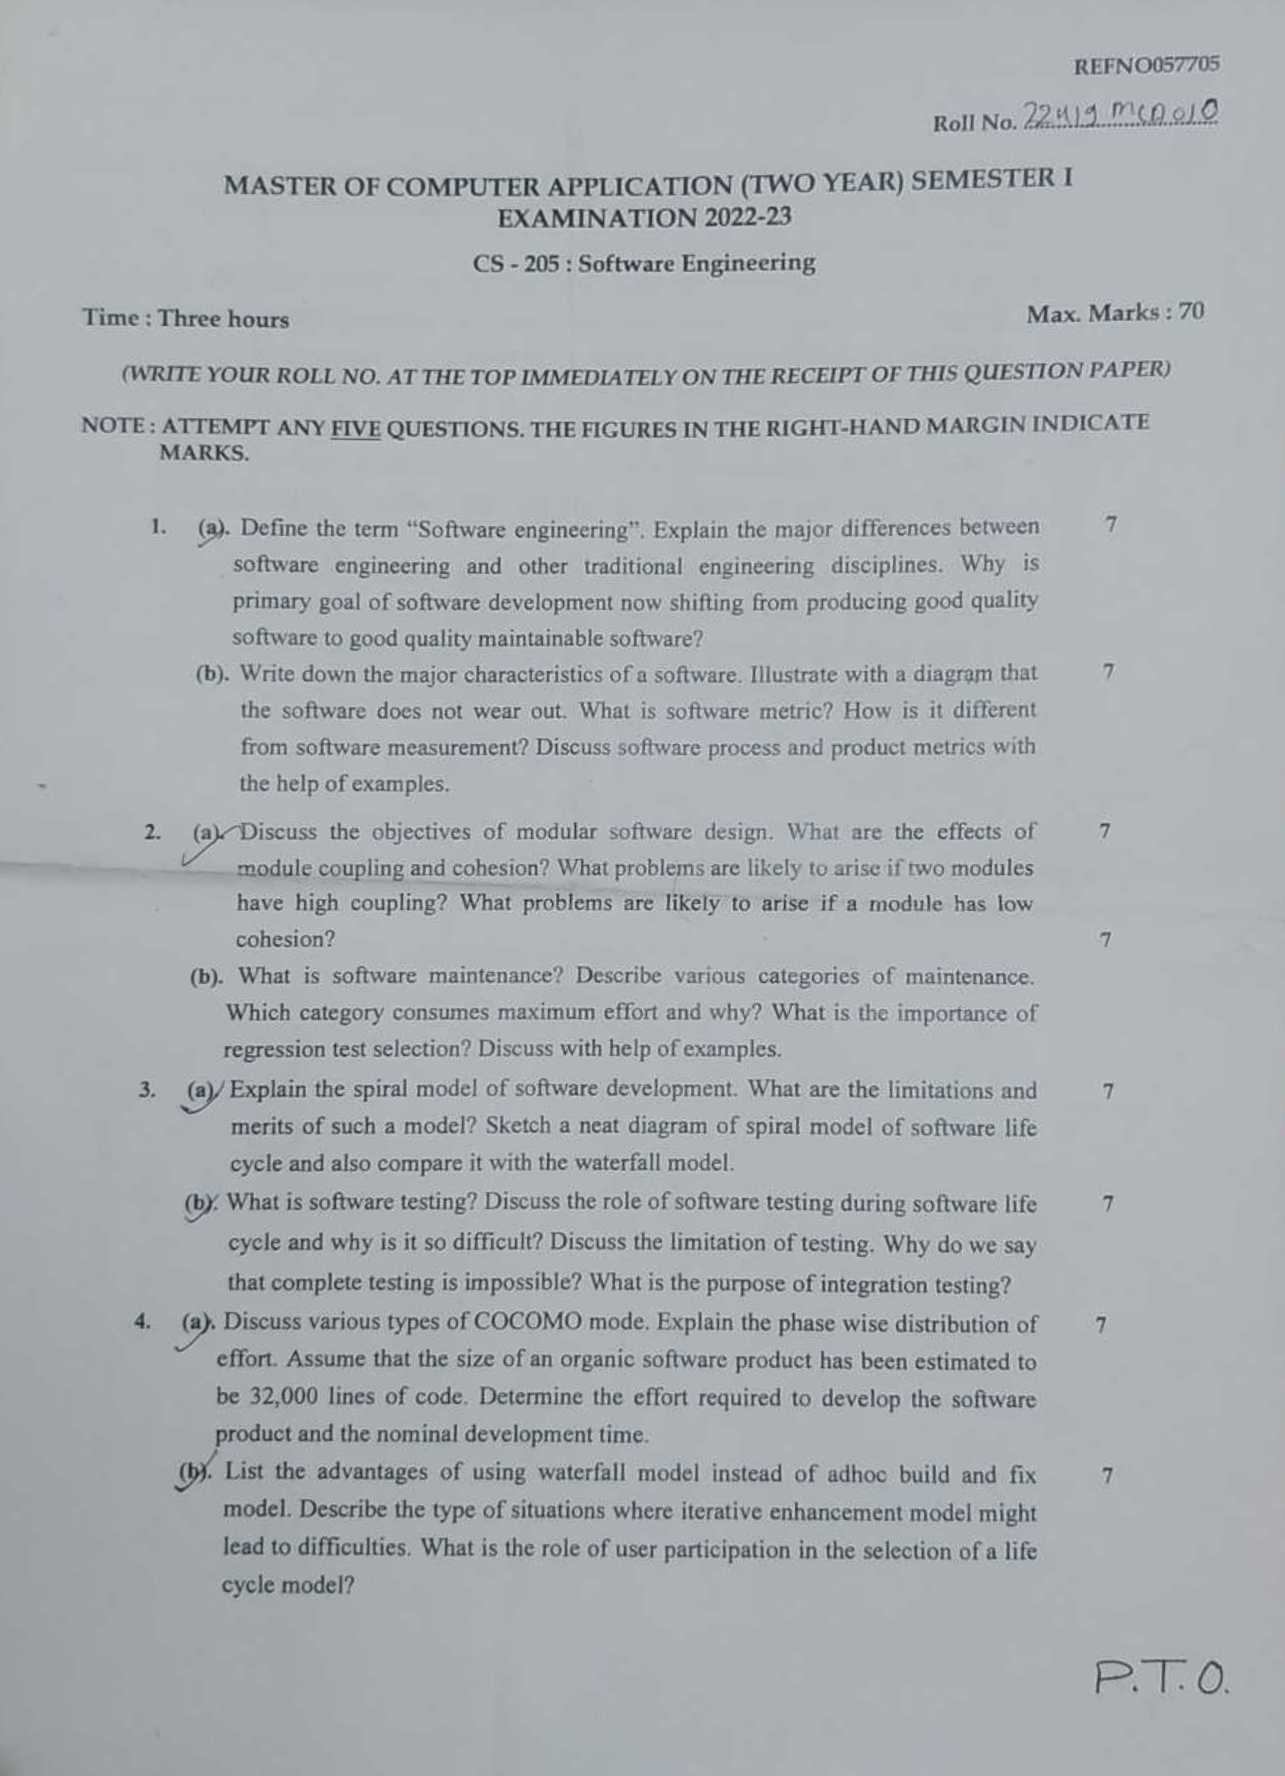 REFNO057705
Roll No. 22419 MCA 010
MASTER OF COMPUTER APPLICATION (TWO YEAR) SEMESTER I
EXAMINATION 2022-23
CS - 205 : Software Engineering
Time : Three hours
Max. Marks : 70
(WRITE YOUR ROLL NO. AT THE TOP IMMEDIATELY ON THE RECEIPT OF THIS QUESTION PAPER)
NOTE : ATTEMPT ANY FIVE QUESTIONS. THE FIGURES IN THE RIGHT-HAND MARGIN INDICATE
MARKS.
1. (a). Define the term “Software engineering”. Explain the major differences between 7
software engineering and other traditional engineering disciplines. Why is
primary goal of software development now shifting from producing good quality
software to good quality maintainable software?
(b). Write down the major characteristics of a software. Illustrate with a diagram that 7
the software does not wear out. What is software metric? How is it different
from software measurement? Discuss software process and product metrics with
the help of examples.
2. (a). Discuss the objectives of modular software design. What are the effects of 7
module coupling and cohesion? What problems are likely to arise if two modules
have high coupling? What problems are likely to arise if a module has low
cohesion? 7
(b). What is software maintenance? Describe various categories of maintenance.
Which category consumes maximum effort and why? What is the importance of
regression test selection? Discuss with help of examples.
3. (a) Explain the spiral model of software development. What are the limitations and 7
merits of such a model? Sketch a neat diagram of spiral model of software life
cycle and also compare it with the waterfall model.
(b). What is software testing? Discuss the role of software testing during software life 7
cycle and why is it so difficult? Discuss the limitation of testing. Why do we say
that complete testing is impossible? What is the purpose of integration testing?
4. (a). Discuss various types of COCOMO mode. Explain the phase wise distribution of 7
effort. Assume that the size of an organic software product has been estimated to
be 32,000 lines of code. Determine the effort required to develop the software
product and the nominal development time.
(b). List the advantages of using waterfall model instead of adhoc build and fix 7
model. Describe the type of situations where iterative enhancement model might
lead to difficulties. What is the role of user participation in the selection of a life
cycle model?
P.T.O.